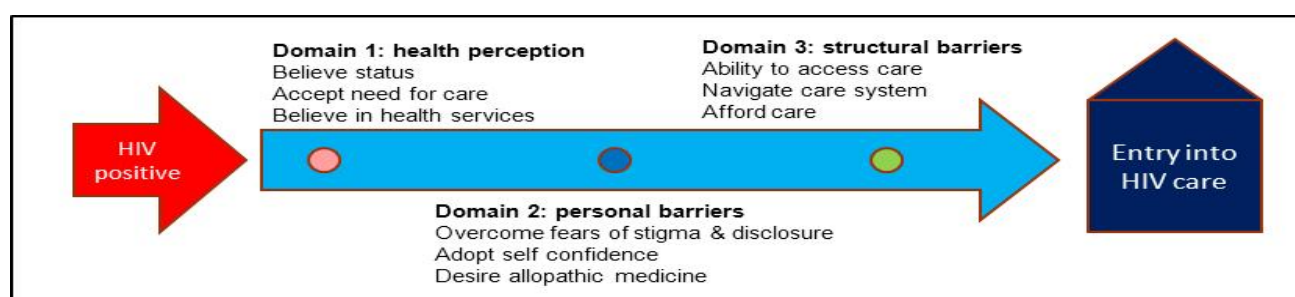 HIV
positive
Domain 1: health perception
Believe status
Accept need for care
Believe in health services
Domain 2: personal barriers
Overcome fears of stigma & disclosure
Adopt self confidence
Desire allopathic medicine
Domain 3: structural barriers
Ability to access care
Navigate care system
Afford care
Entry into
HIV care